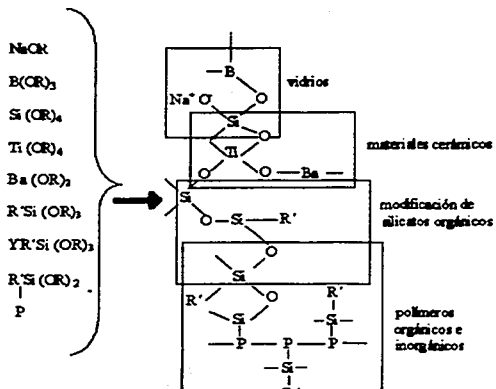 NaOR
B(OR)₃
Si (OR)₄
Ti (OR)₄
Ba (OR)₂
R´Si (OR)₃
Y´R´Si (OR)₃
R´Si (OR)₂
P
B
Na⁺ O⁻ O
vidrios
Si
O
Ti
materiales cerámicos
O O Ba
Si
O Si R´
modificación de
silicatos orgánicos
O
Si
R´ O
R´
Si Si
polímeros
orgánicos e
inorgánicos
P P P
Si